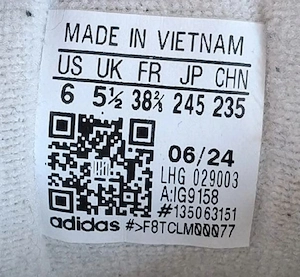 MADE IN VIETNAM
US UK FR JP CHN
6 5½ 38⅔ 245 235
06/24
LHG 029003
A:IG9158
#135063151
adidas #>F8TCLM00077